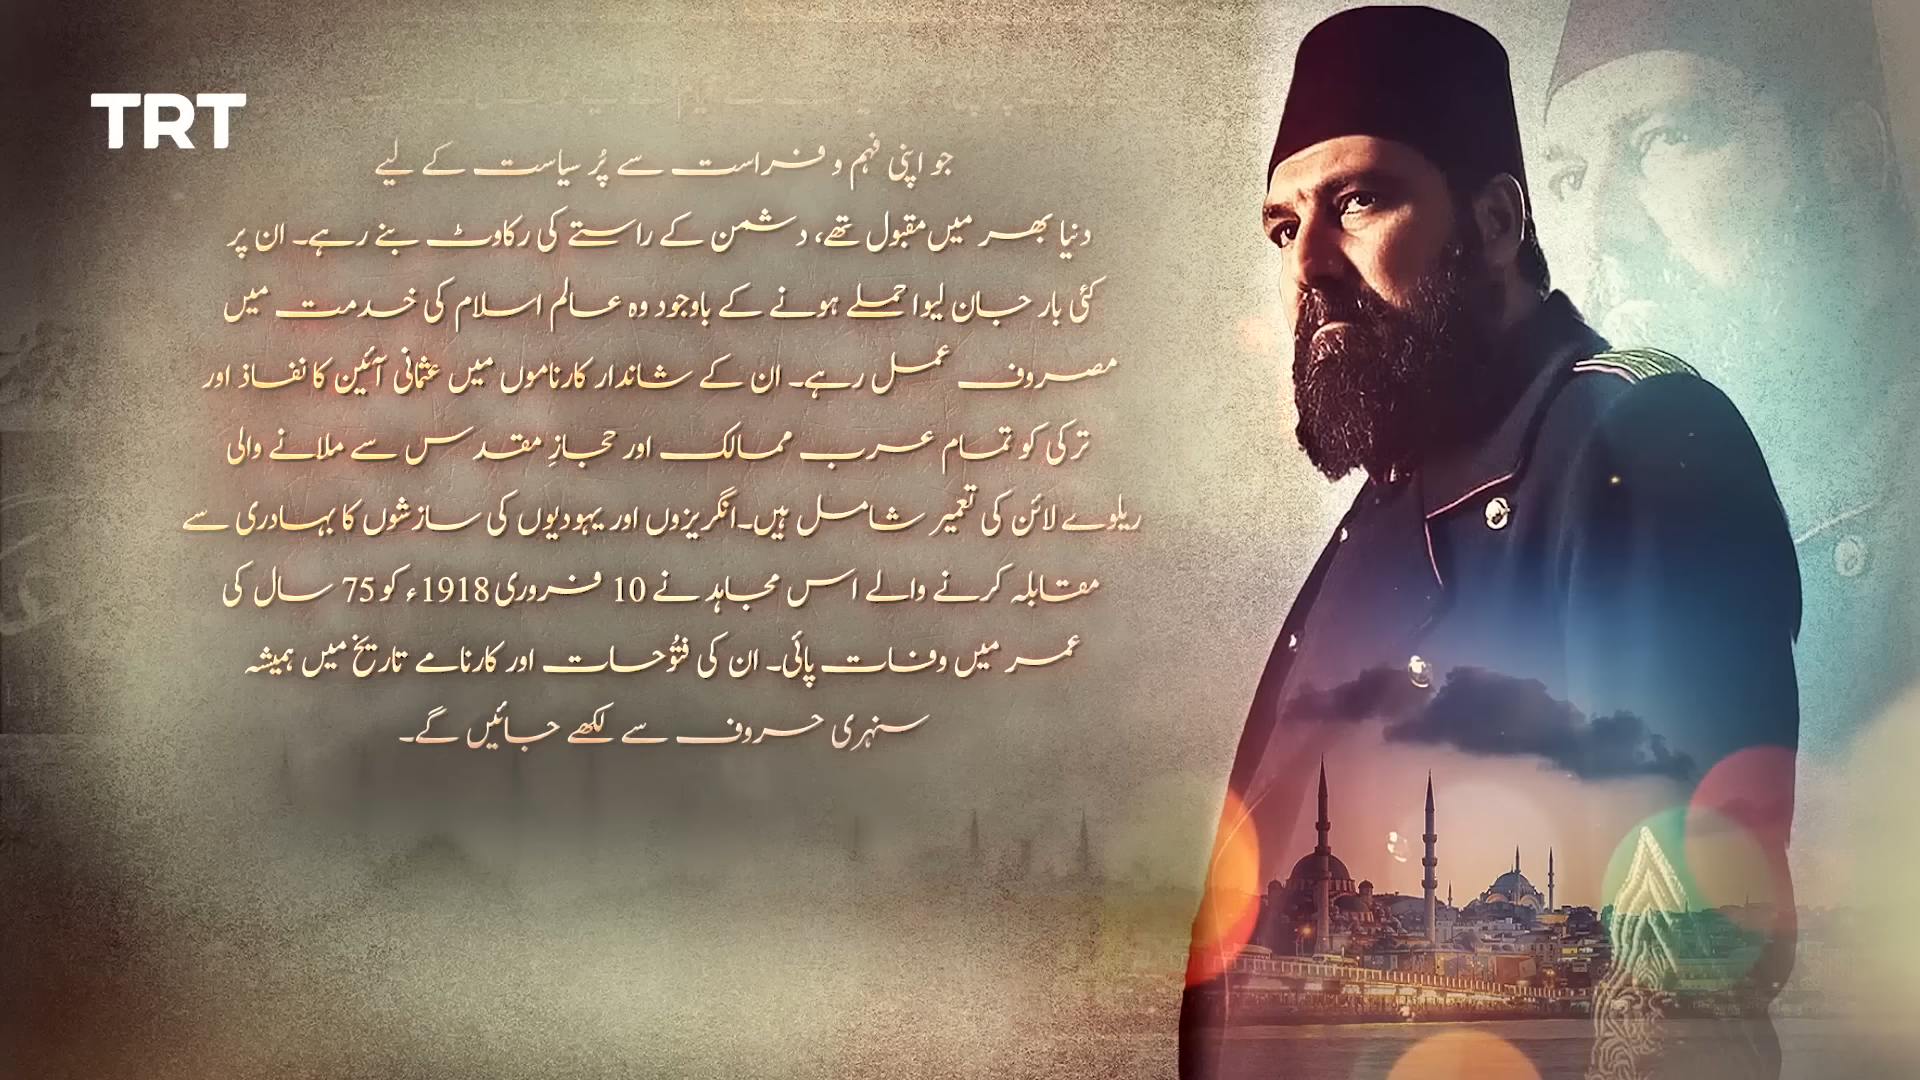 TRT
جو اپنی فہم و فراست سے پُر سیاست کے لیے
دنیا بھر میں مقبول تھے، دشمن کے راستے کی رکاوٹ بنے رہے۔ ان پر
کئی بار جان لیوا حملے ہونے کے باوجود وہ عالم اسلام کی خدمت میں
مصروف عمل رہے۔ ان کے شاندار کارناموں میں عثمانی آئین کا نفاذ اور
ترکی کو تمام عرب ممالک اور حجازِ مقدس سے ملانے والی
ریلوے لائن کی تعمیر شامل ہیں۔انگریزوں اور یہودیوں کی سازشوں کا بہادری سے
مقابلہ کرنے والے اس مجاہد نے 10 فروری 1918ء کو 75 سال کی
عمر میں وفات پائی۔ ان کی فتُوحات اور کارنامے تاریخ میں ہمیشہ
سنہری حروف سے لکھے جائیں گے۔